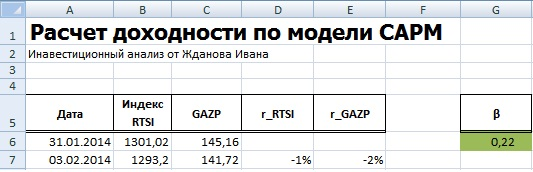 A B C D E F G
1 Расчет доходности по модели CAPM
2 Инавестиционный анализ от Жданова Ивана
3
4
5 Дата Индекс RTSI GAZP r_RTSI r_GAZP β
6 31.01.2014 1301,02 145,16 0,22
7 03.02.2014 1293,2 141,72 -1% -2%